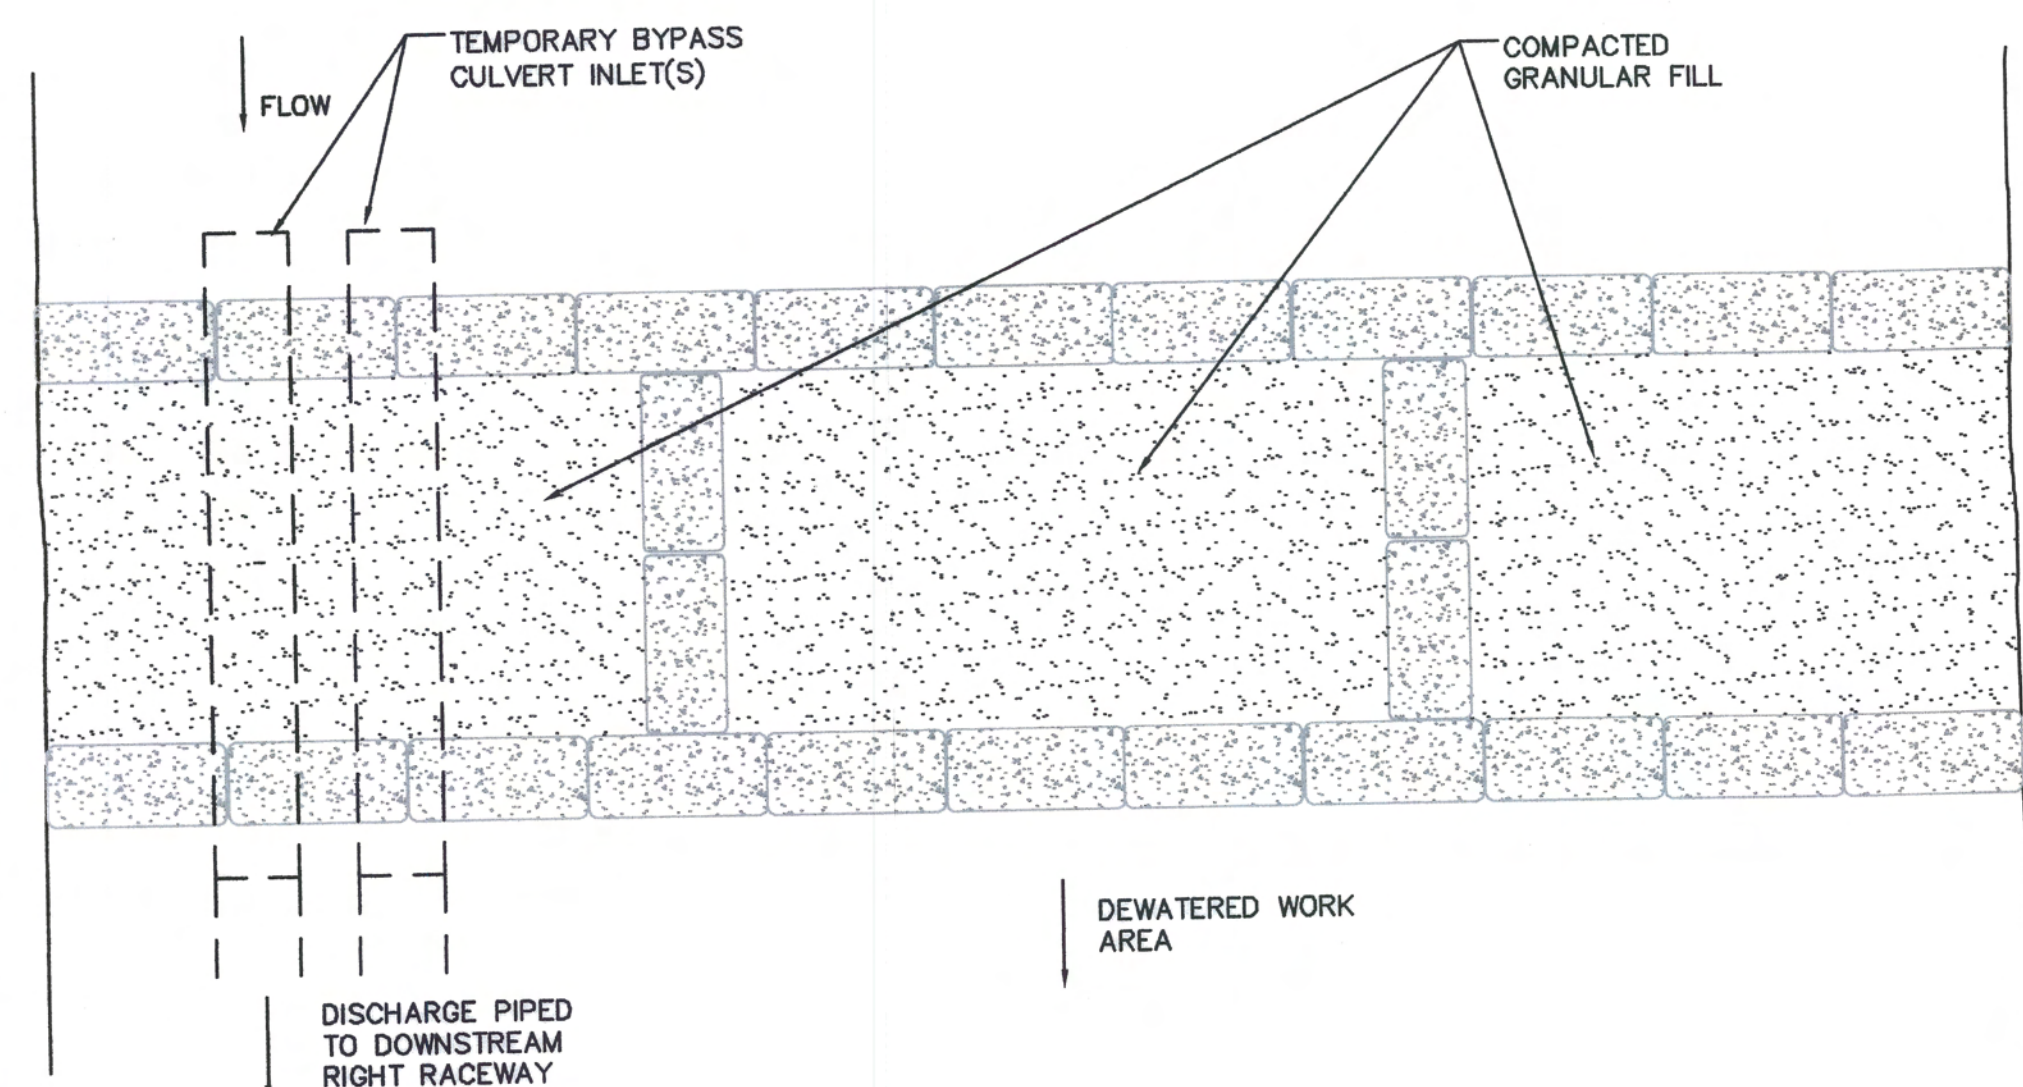 TEMPORARY BYPASS
CULVERT INLET(S)
FLOW
COMPACTED
GRANULAR FILL
DEWATERED WORK
AREA
DISCHARGE PIPED
TO DOWNSTREAM
RIGHT RACEWAY